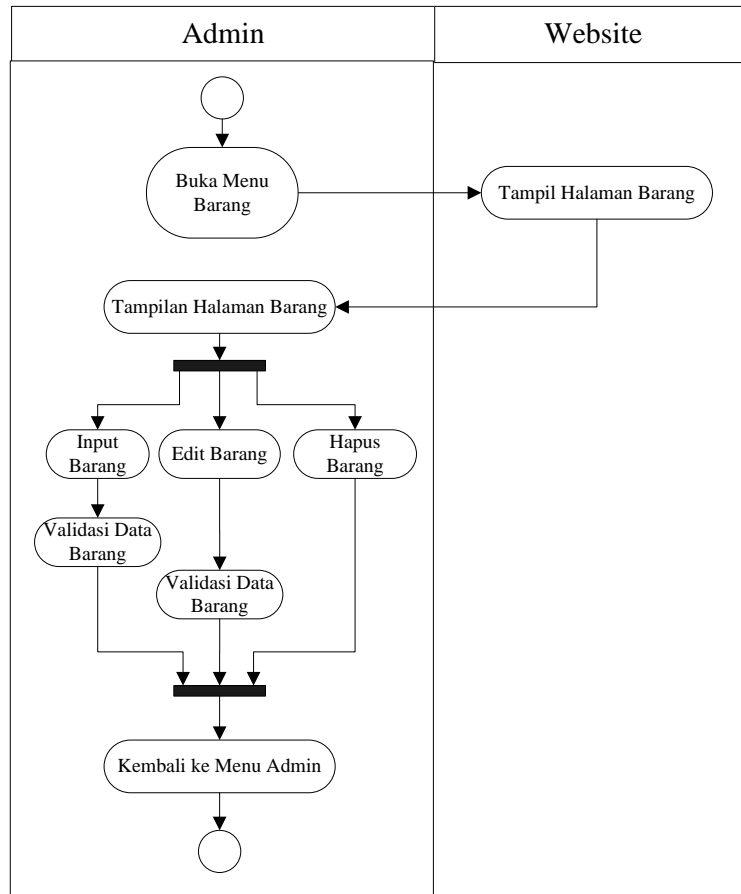 Admin
Website
Buka Menu
Barang
Tampil Halaman Barang
Tampilan Halaman Barang
Input
Barang
Edit Barang
Hapus
Barang
Validasi Data
Barang
Validasi Data
Barang
Kembali ke Menu Admin